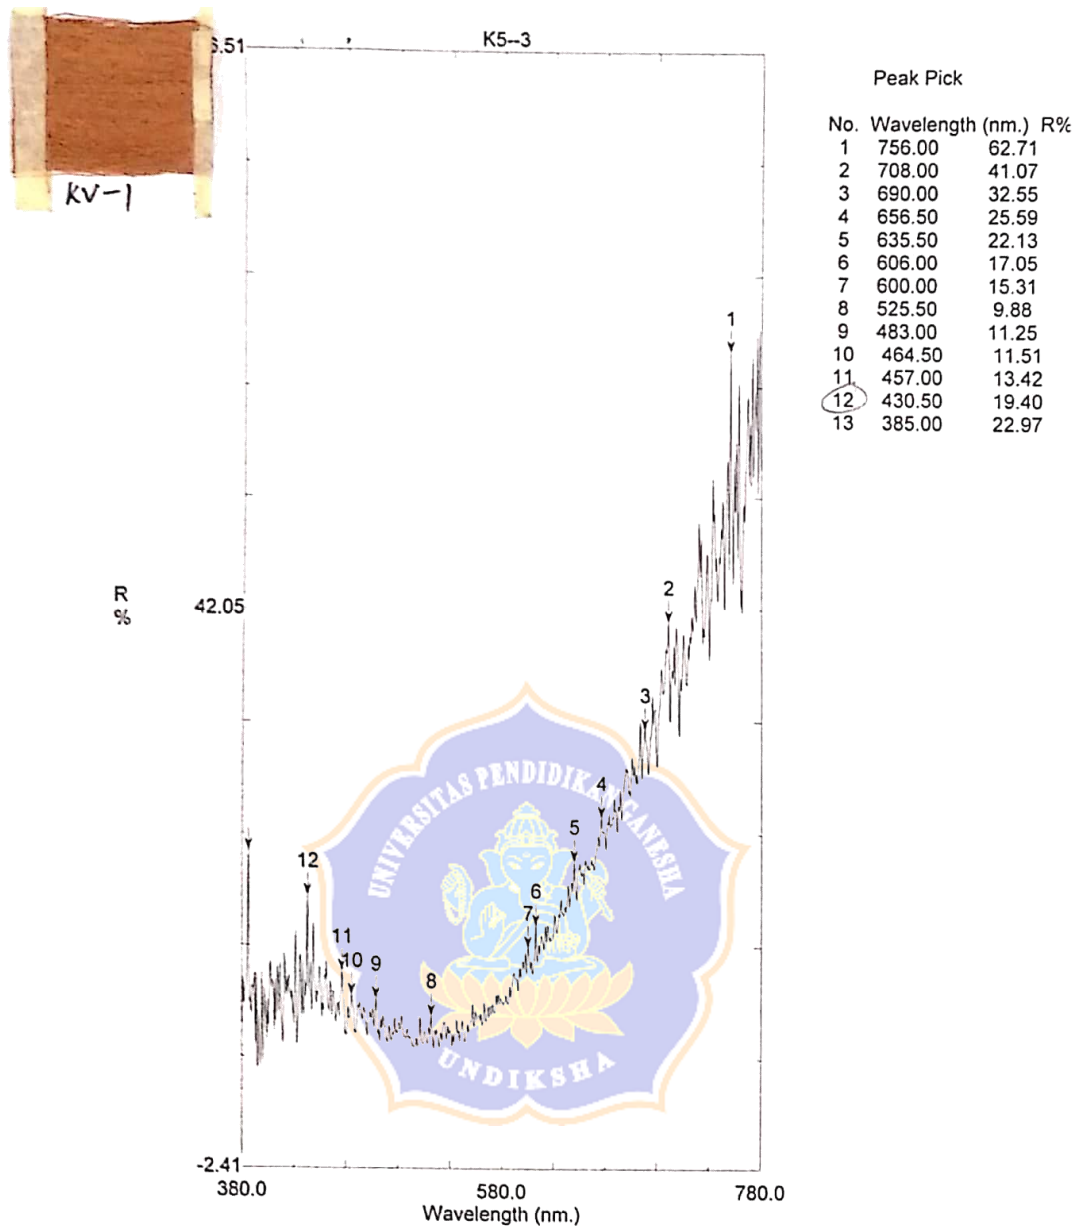 K5--3
6.51
KV-1
Peak Pick
No. Wavelength (nm.) R%
1 756.00 62.71
2 708.00 41.07
3 690.00 32.55
4 656.50 25.59
5 635.50 22.13
6 606.00 17.05
7 600.00 15.31
8 525.50 9.88
9 483.00 11.25
10 464.50 11.51
11 457.00 13.42
12 430.50 19.40
13 385.00 22.97
1
R
%
42.05
2
3
4
5
12
6
7
11
10 9
8
UNIVERSITAS PENDIDIKAN GANESHA
UNDIKSHA
-2.41
380.0 580.0 780.0
Wavelength (nm.)